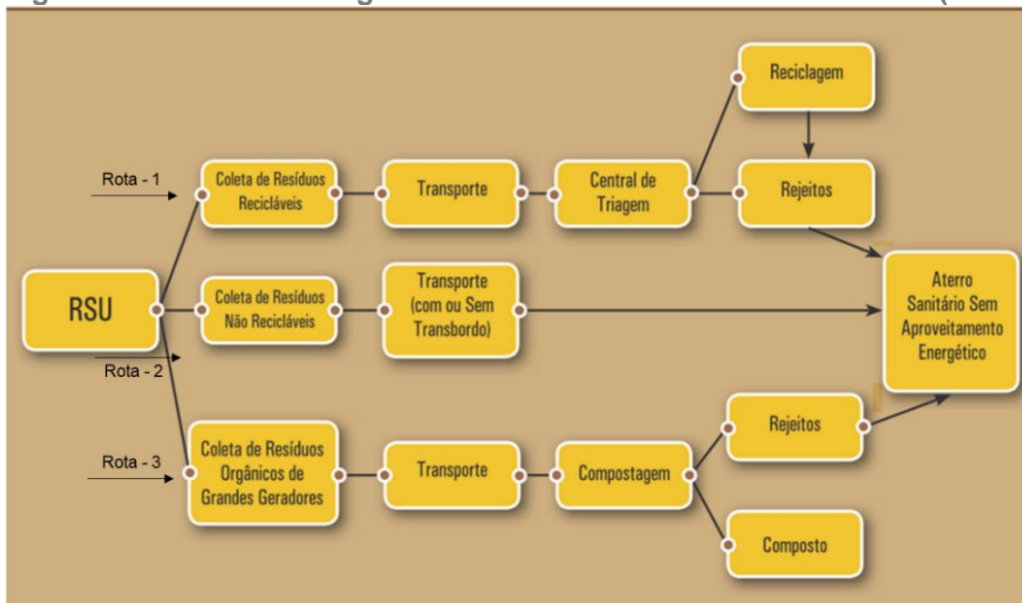 Reciclagem
Rota - 1
Coleta de Resíduos
Recicláveis
Transporte
Central de
Triagem
Rejeitos
RSU
Coleta de Resíduos
Não Recicláveis
Transporte
(com ou Sem
Transbordo)
Aterro
Sanitário Sem
Aproveitamento
Energético
Rota - 2
Rota - 3
Coleta de Resíduos
Orgânicos de
Grandes Geradores
Transporte
Compostagem
Rejeitos
Composto